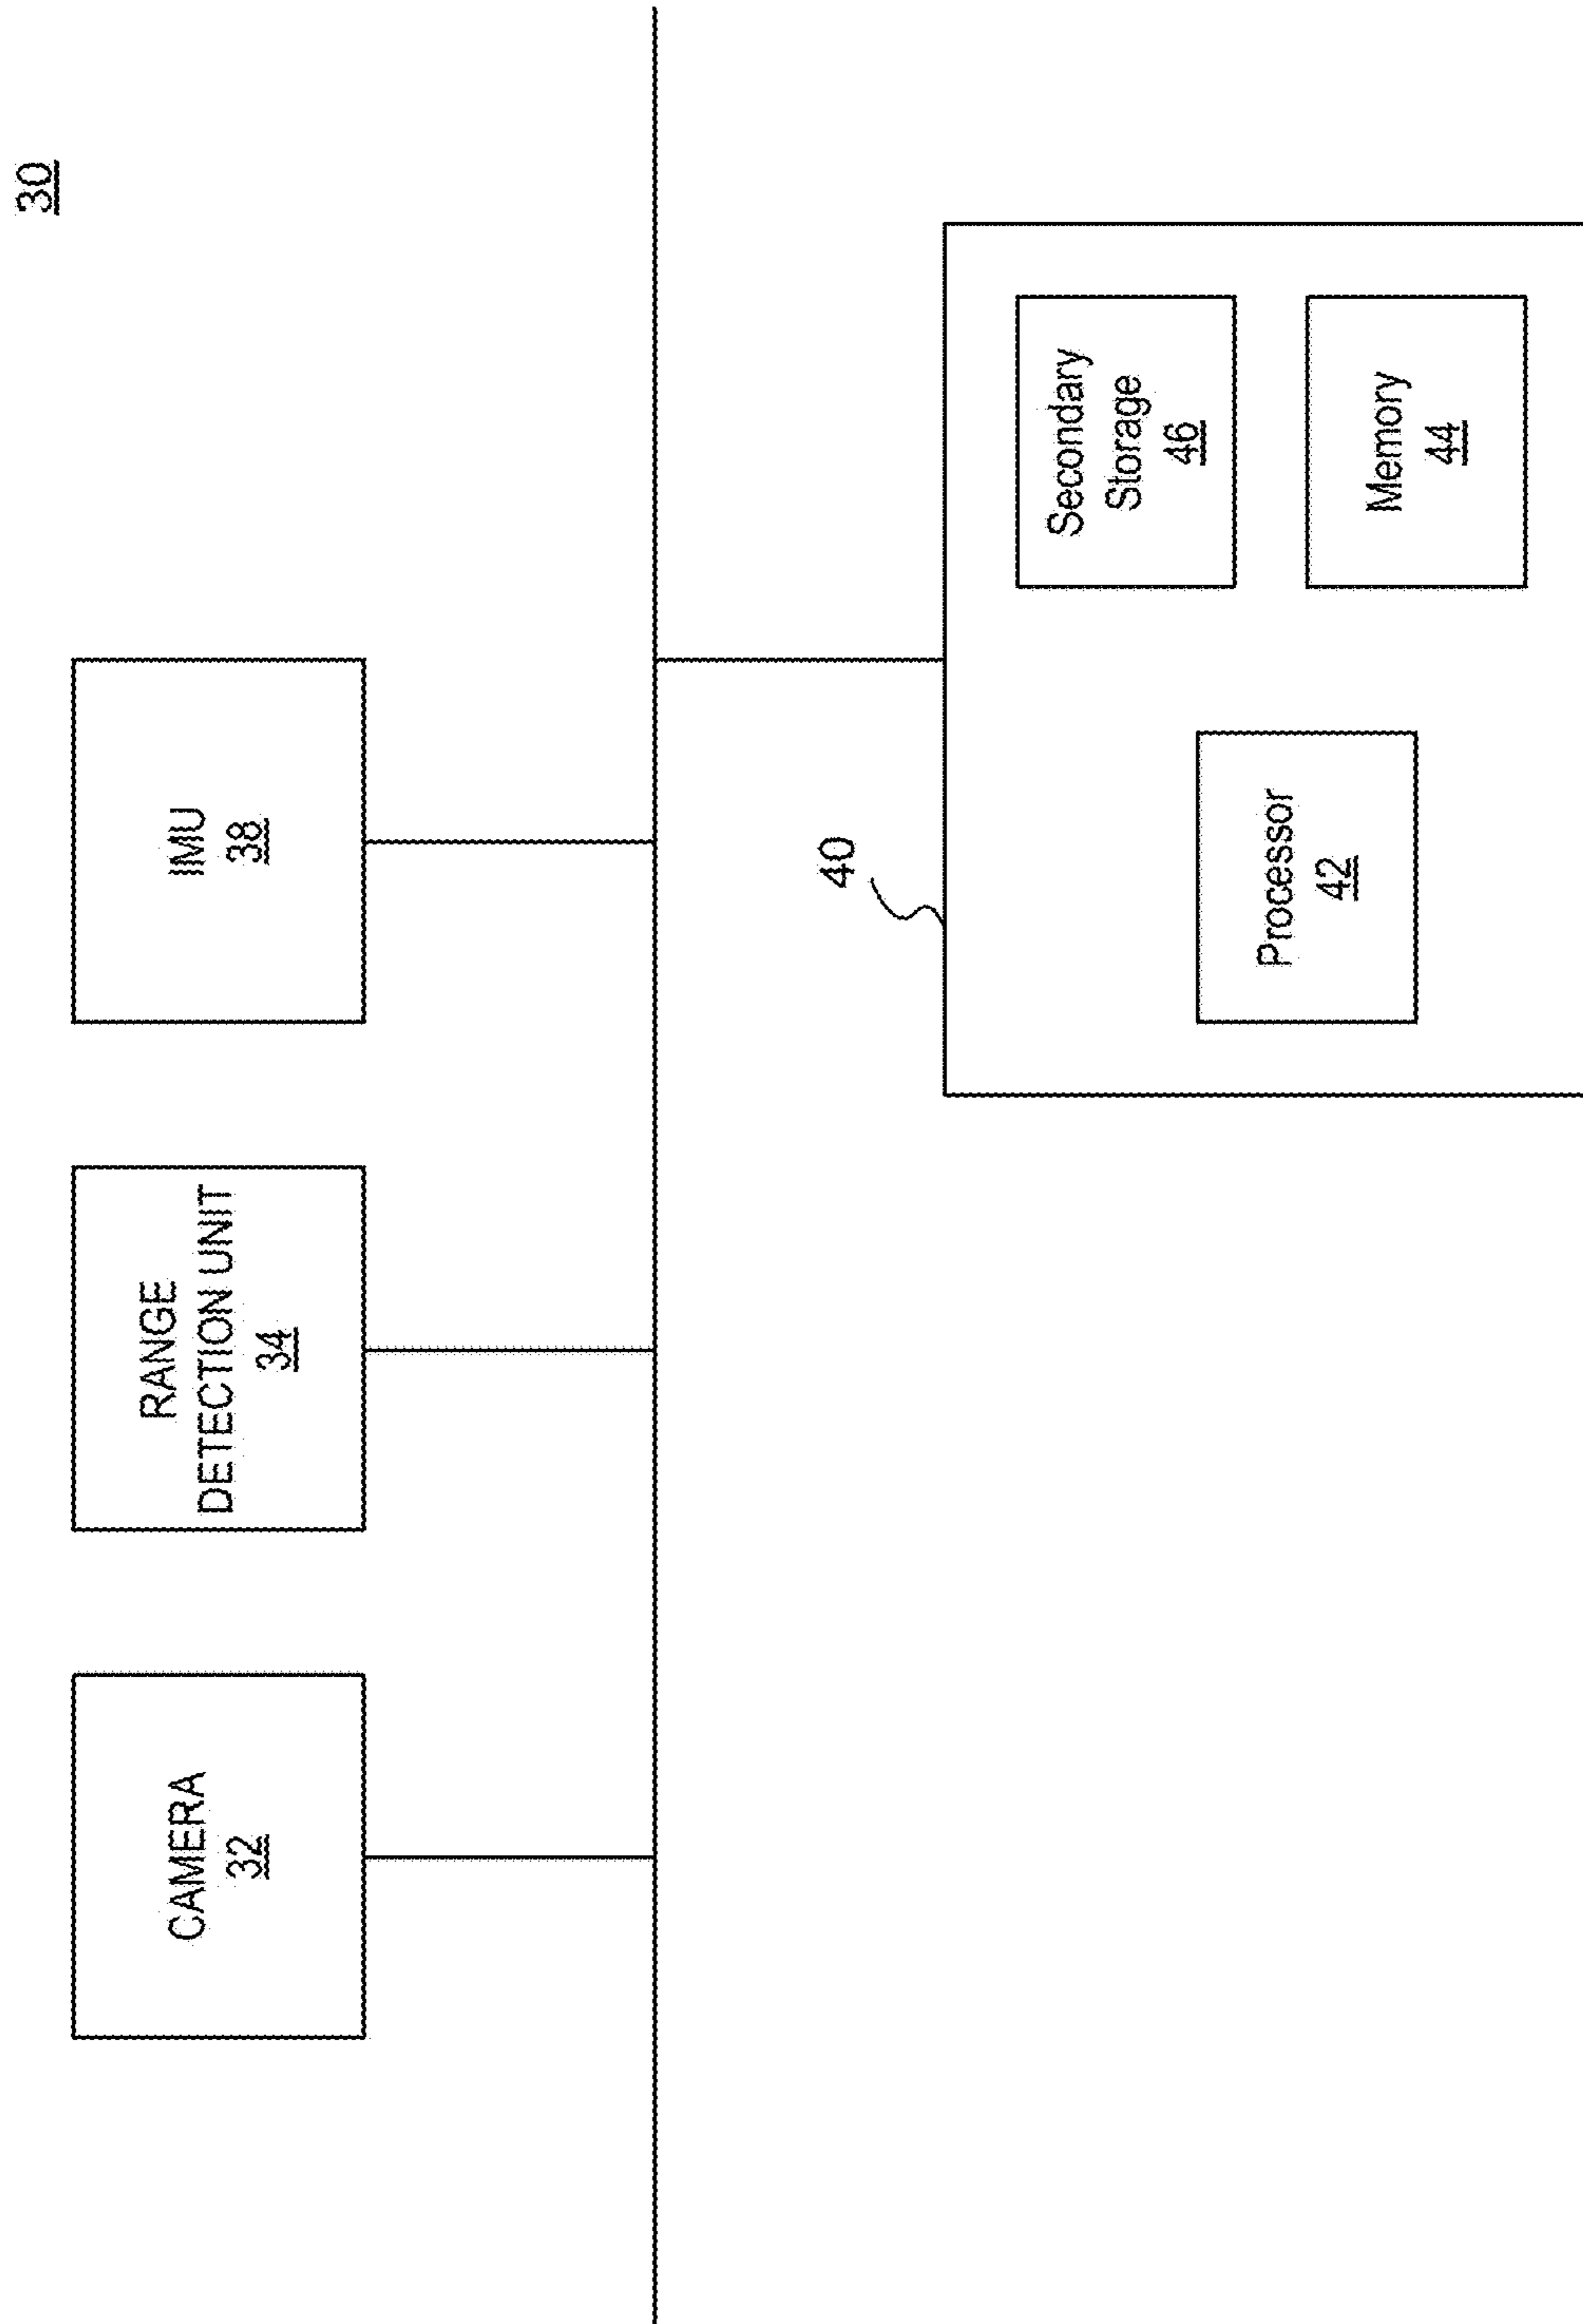 30
CAMERA
32
RANGE
DETECTION UNIT
34
IMU
38
40
Processor
42
Secondary
Storage
46
Memory
44